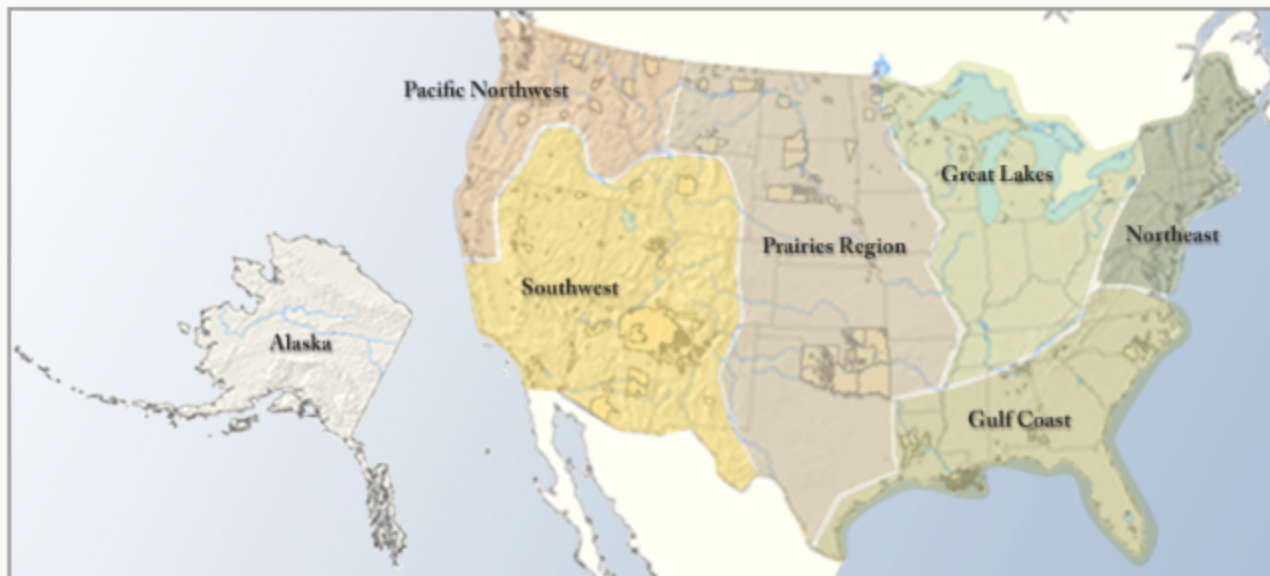 Pacific Northwest
Great Lakes
Northeast
Prairies Region
Southwest
Alaska
Gulf Coast